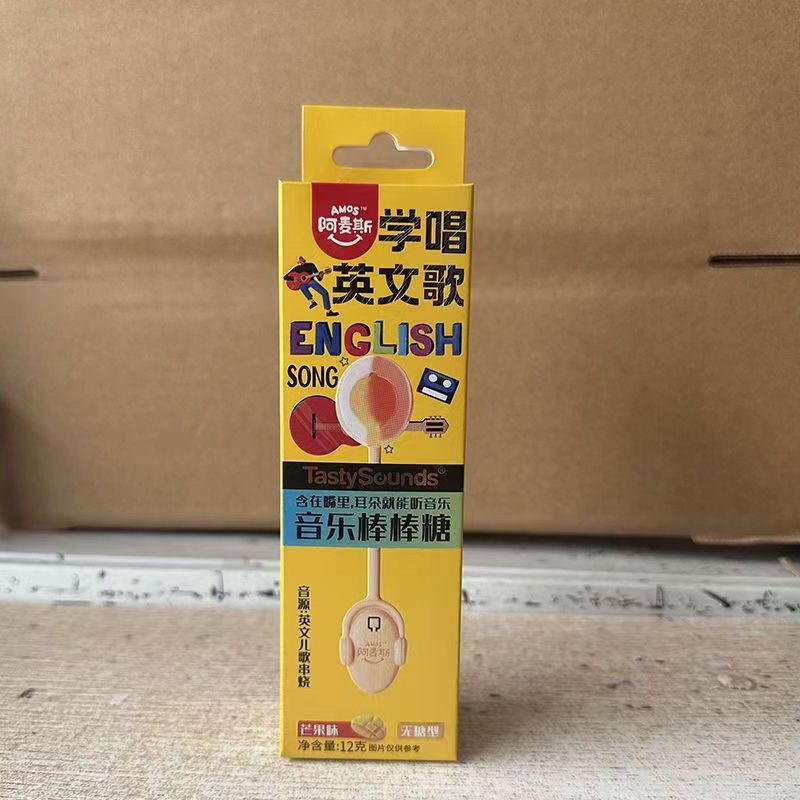 AMOS™
阿麦斯
学唱
英文歌
ENGLISH
SONG
TastySounds®
含在嘴里,耳朵就能听音乐
音乐棒棒糖
音源:英文儿歌串烧
AMOS
阿麦斯
芒果味
无糖型
净含量:12克 图片仅供参考